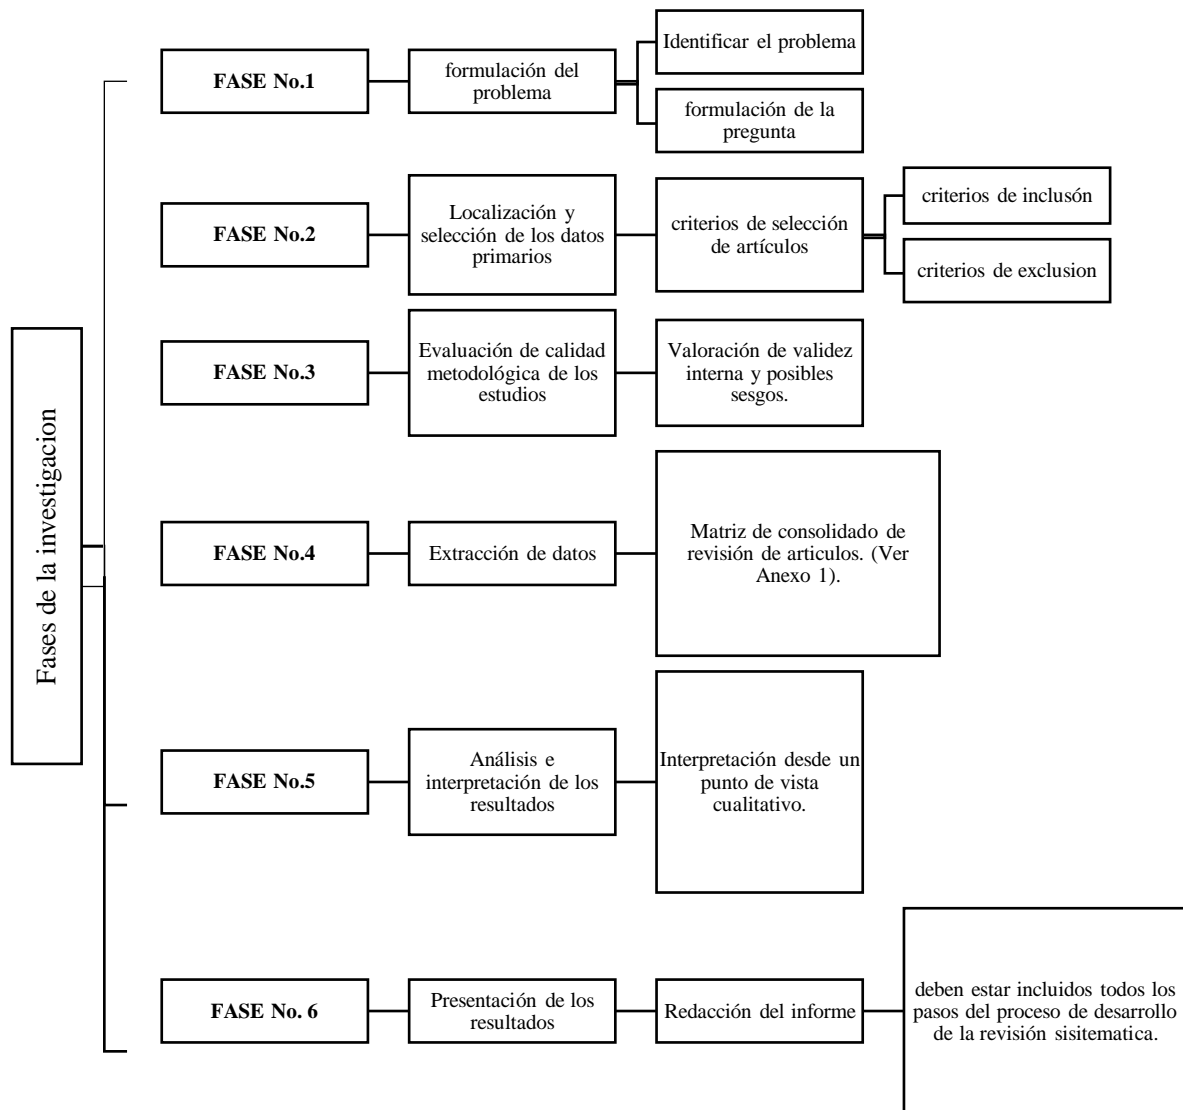 Fases de la investigacion
FASE No.1
formulación del
problema
Identificar el problema
formulación de la
pregunta
FASE No.2
Localización y
selección de los datos
primarios
criterios de selección
de artículos
criterios de inclusón
criterios de exclusion
FASE No.3
Evaluación de calidad
metodológica de los
estudios
Valoración de validez
interna y posibles
sesgos.
FASE No.4
Extracción de datos
Matriz de consolidado de
revisión de articulos. (Ver
Anexo 1).
FASE No.5
Análisis e
interpretación de los
resultados
Interpretación desde un
punto de vista
cualitativo.
FASE No. 6
Presentación de los
resultados
Redacción del informe
deben estar incluidos todos los
pasos del proceso de desarrollo
de la revisión sisitematica.